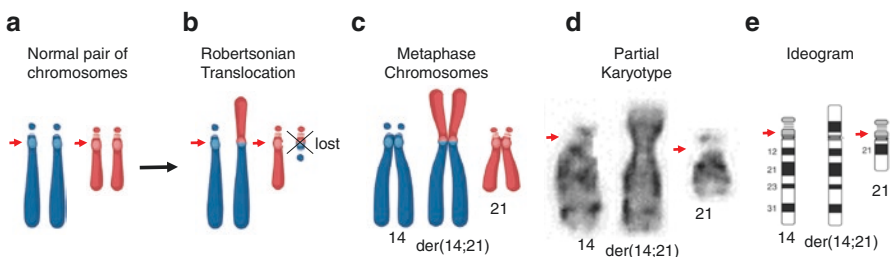 a
Normal pair of
chromosomes
b
Robertsonian
Translocation
lost
c
Metaphase
Chromosomes
14
der(14;21)
21
d
Partial
Karyotype
14
der(14;21)
21
e
Ideogram
12
21
23
31
14
der(14;21)
21
21